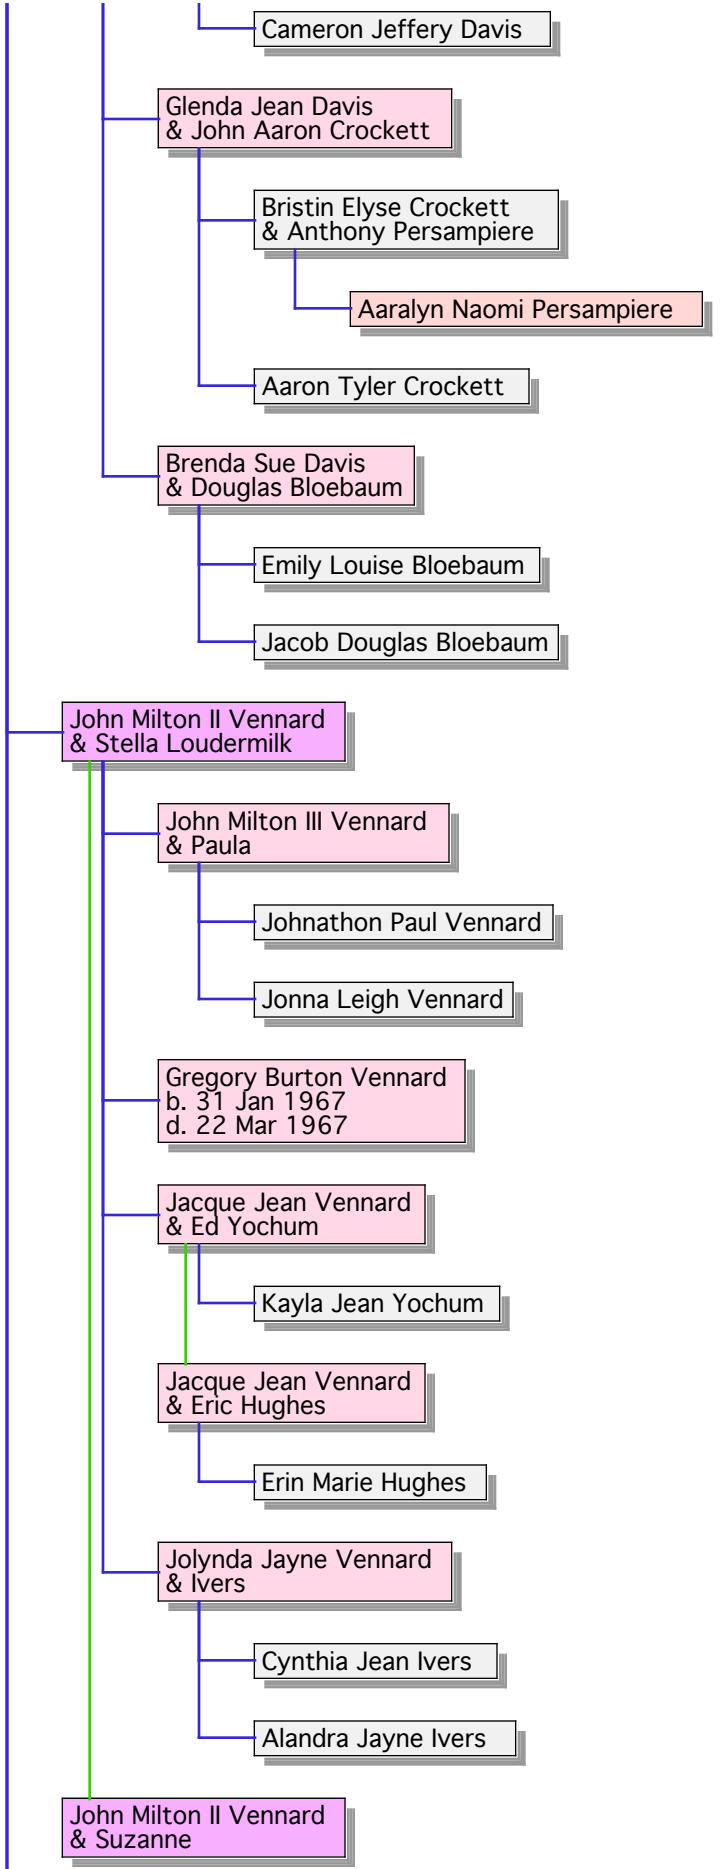 Cameron Jeffery Davis
Glenda Jean Davis
& John Aaron Crockett
Bristin Elyse Crockett
& Anthony Persampiere
Aaralyn Naomi Persampiere
Aaron Tyler Crockett
Brenda Sue Davis
& Douglas Bloebaum
Emily Louise Bloebaum
Jacob Douglas Bloebaum
John Milton II Vennard
& Stella Loudermilk
John Milton III Vennard
& Paula
Johnathon Paul Vennard
Jonna Leigh Vennard
Gregory Burton Vennard
b. 31 Jan 1967
d. 22 Mar 1967
Jacque Jean Vennard
& Ed Yochum
Kayla Jean Yochum
Jacque Jean Vennard
& Eric Hughes
Erin Marie Hughes
Jolynda Jayne Vennard
& Ivers
Cynthia Jean Ivers
Alandra Jayne Ivers
John Milton II Vennard
& Suzanne